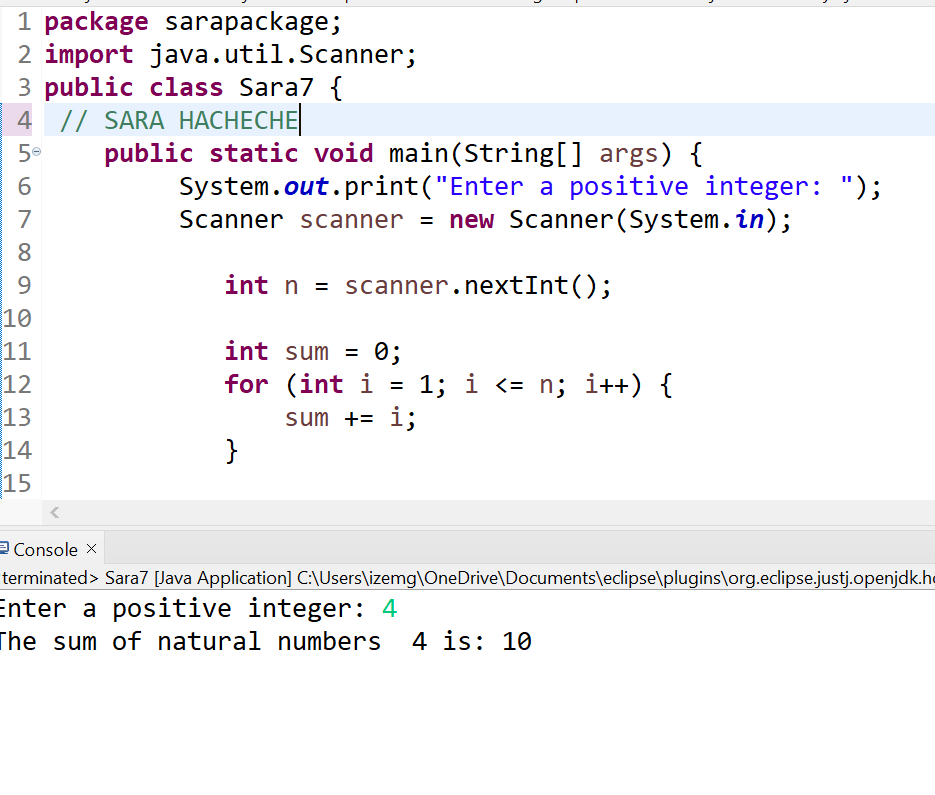 1 package sarapackage;
2 import java.util.Scanner;
3 public class Sara7 {
4 // SARA HACHECHE
5 public static void main(String[] args) {
6 System.out.print("Enter a positive integer: ");
7 Scanner scanner = new Scanner(System.in);
8
9 int n = scanner.nextInt();
10
11 int sum = 0;
12 for (int i = 1; i <= n; i++) {
13 sum += i;
14 }
15
Console
terminated> Sara7 [Java Application] C:\Users\izemg\OneDrive\Documents\eclipse\plugins\org.eclipse.justj.openjdk.h
Enter a positive integer: 4
The sum of natural numbers  4 is: 10